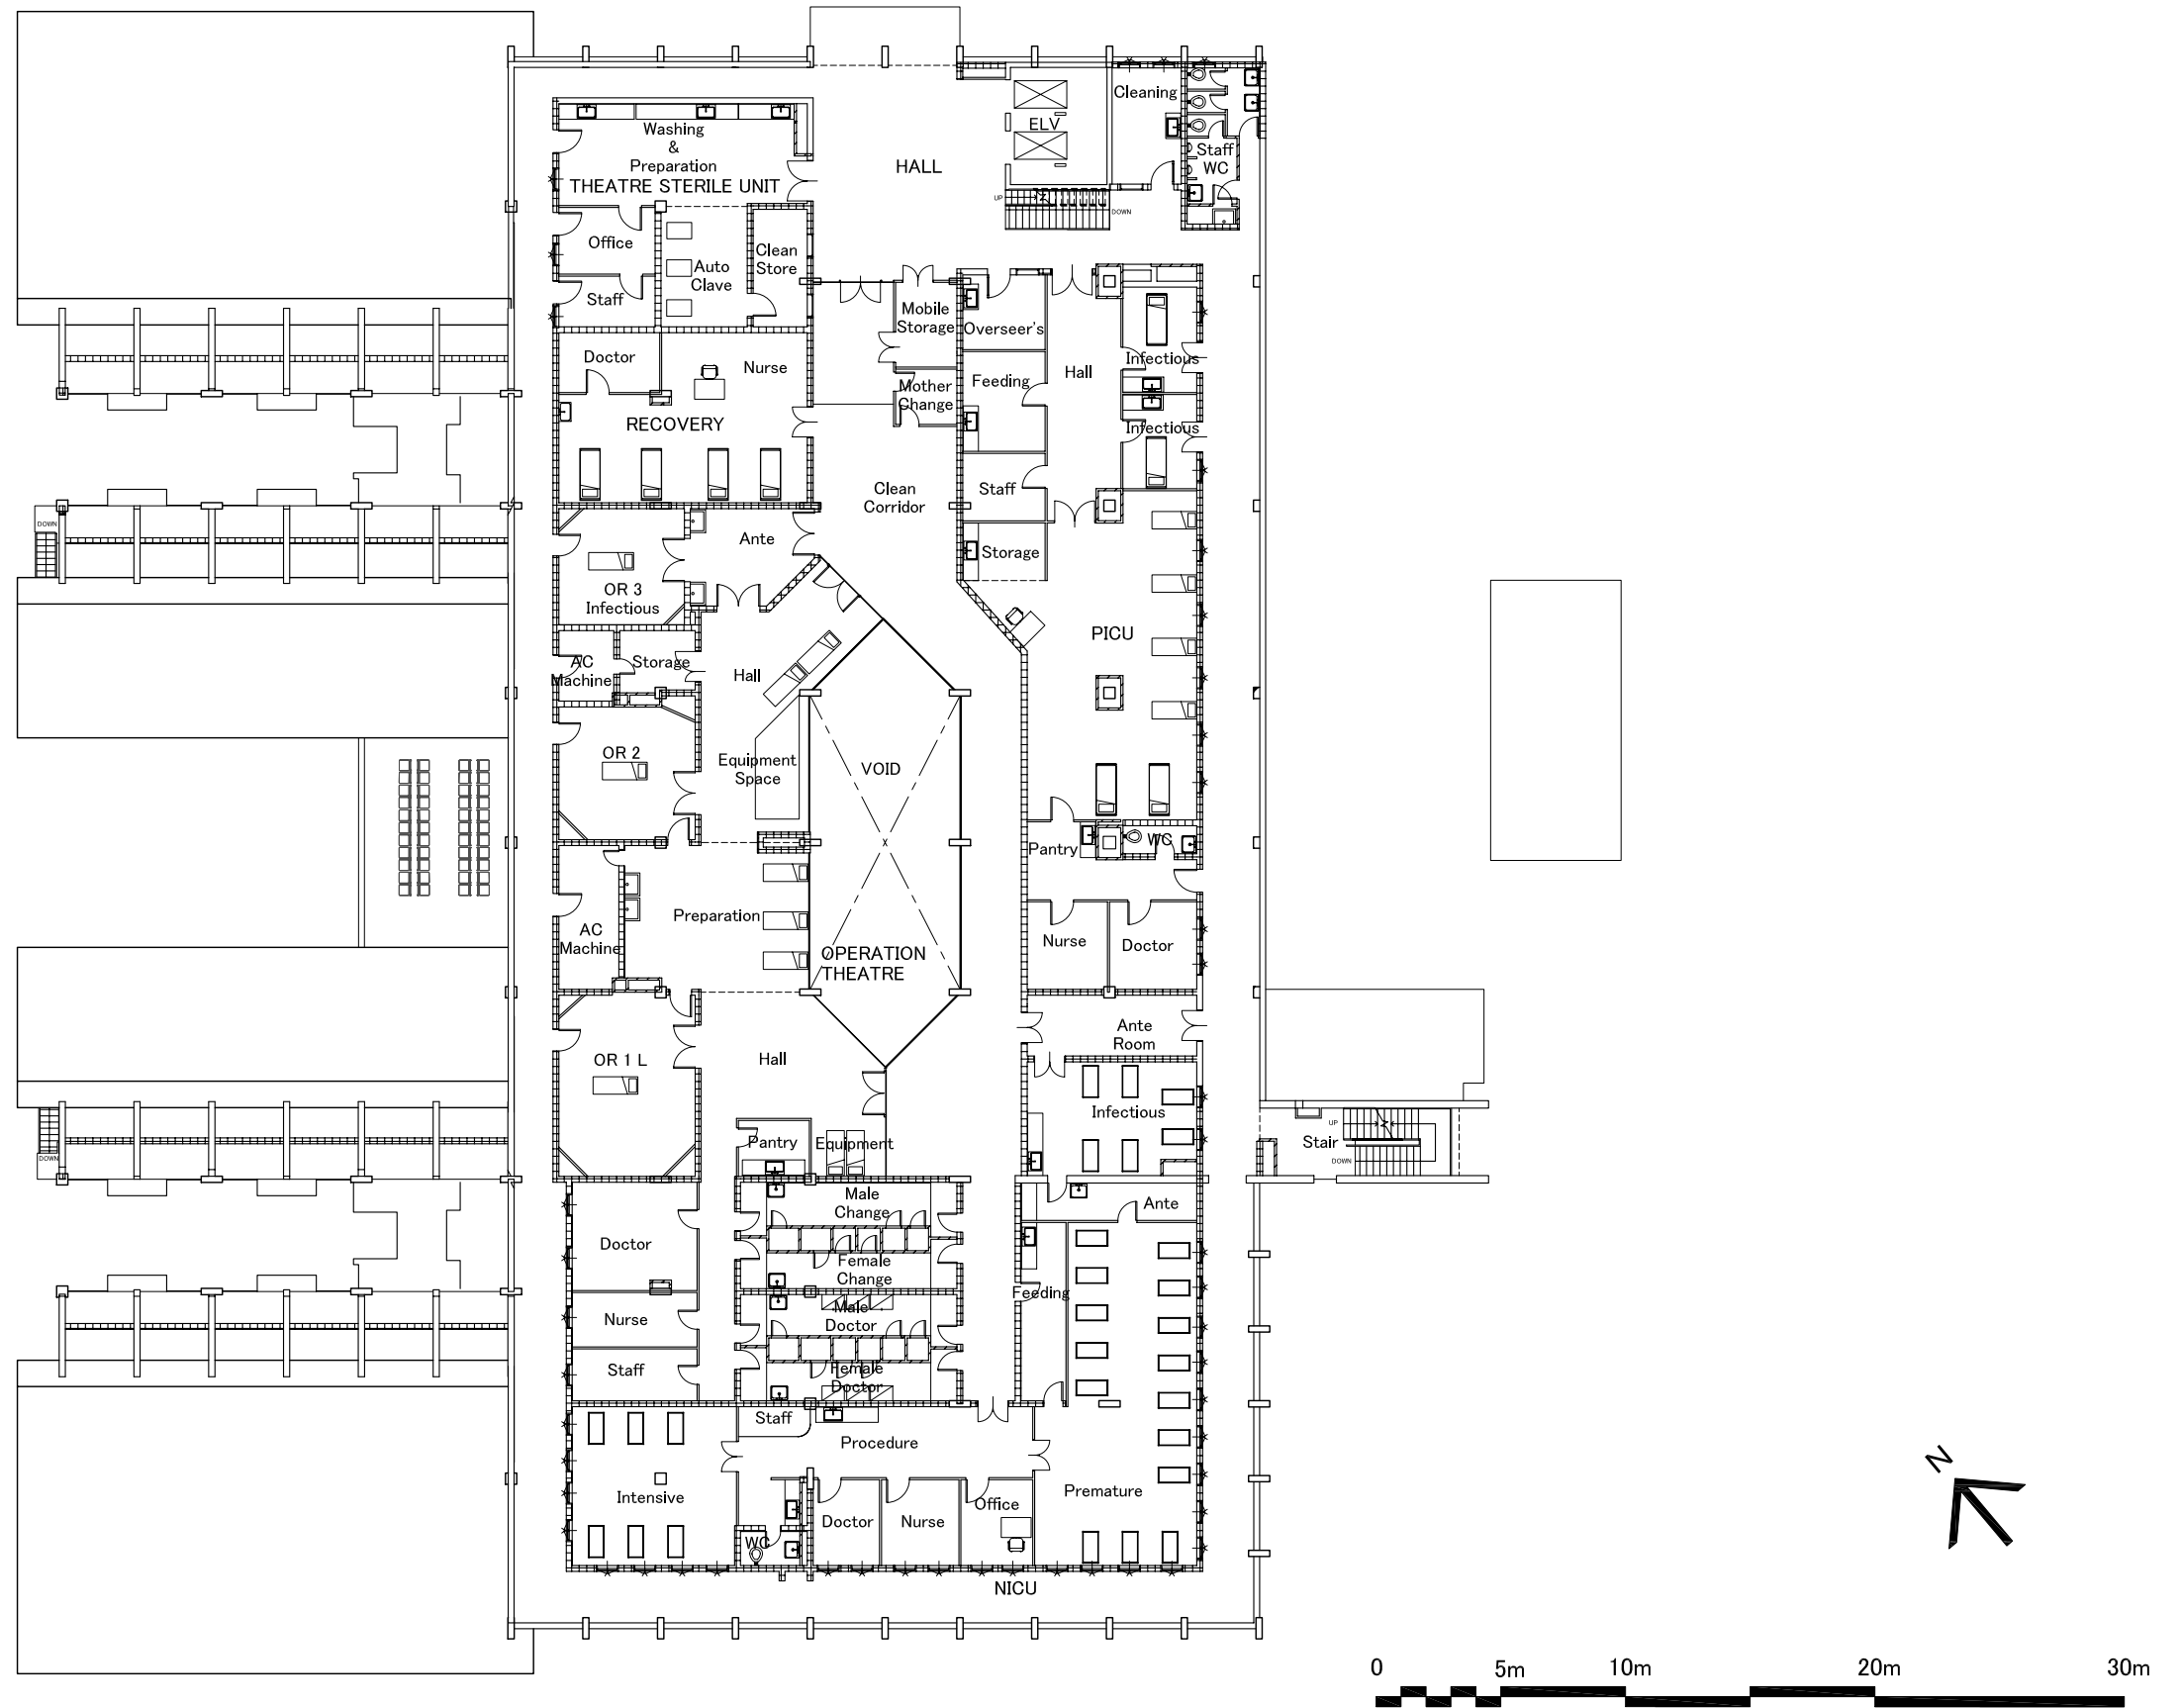 Cleaning
ELV
Washing
&
Preparation
THEATRE STERILE UNIT
HALL
Staff
WC
UP
DOWN
Office
Auto
Clave
Clean
Store
Staff
Mobile
Storage
Overseer's
Doctor
Nurse
Mother
Change
Feeding
Hall
Infectious
Infectious
RECOVERY
Clean
Corridor
Staff
DOWN
Ante
Storage
OR 3
Infectious
PICU
AC
Machine
Storage
Hall
OR 2
Equipment
Space
VOID
Pantry
WC
Preparation
AC
Machine
OPERATION
THEATRE
Nurse
Doctor
Ante
Room
OR 1 L
Hall
Infectious
Pantry
Equipment
UP
Stair
DOWN
DOWN
Male
Change
Ante
Doctor
Female
Change
Feeding
Nurse
Male
Doctor
Staff
Female
Doctor
Staff
Procedure
Intensive
Office
Premature
Doctor
Nurse
WC
NICU
N
0 5m 10m 20m 30m